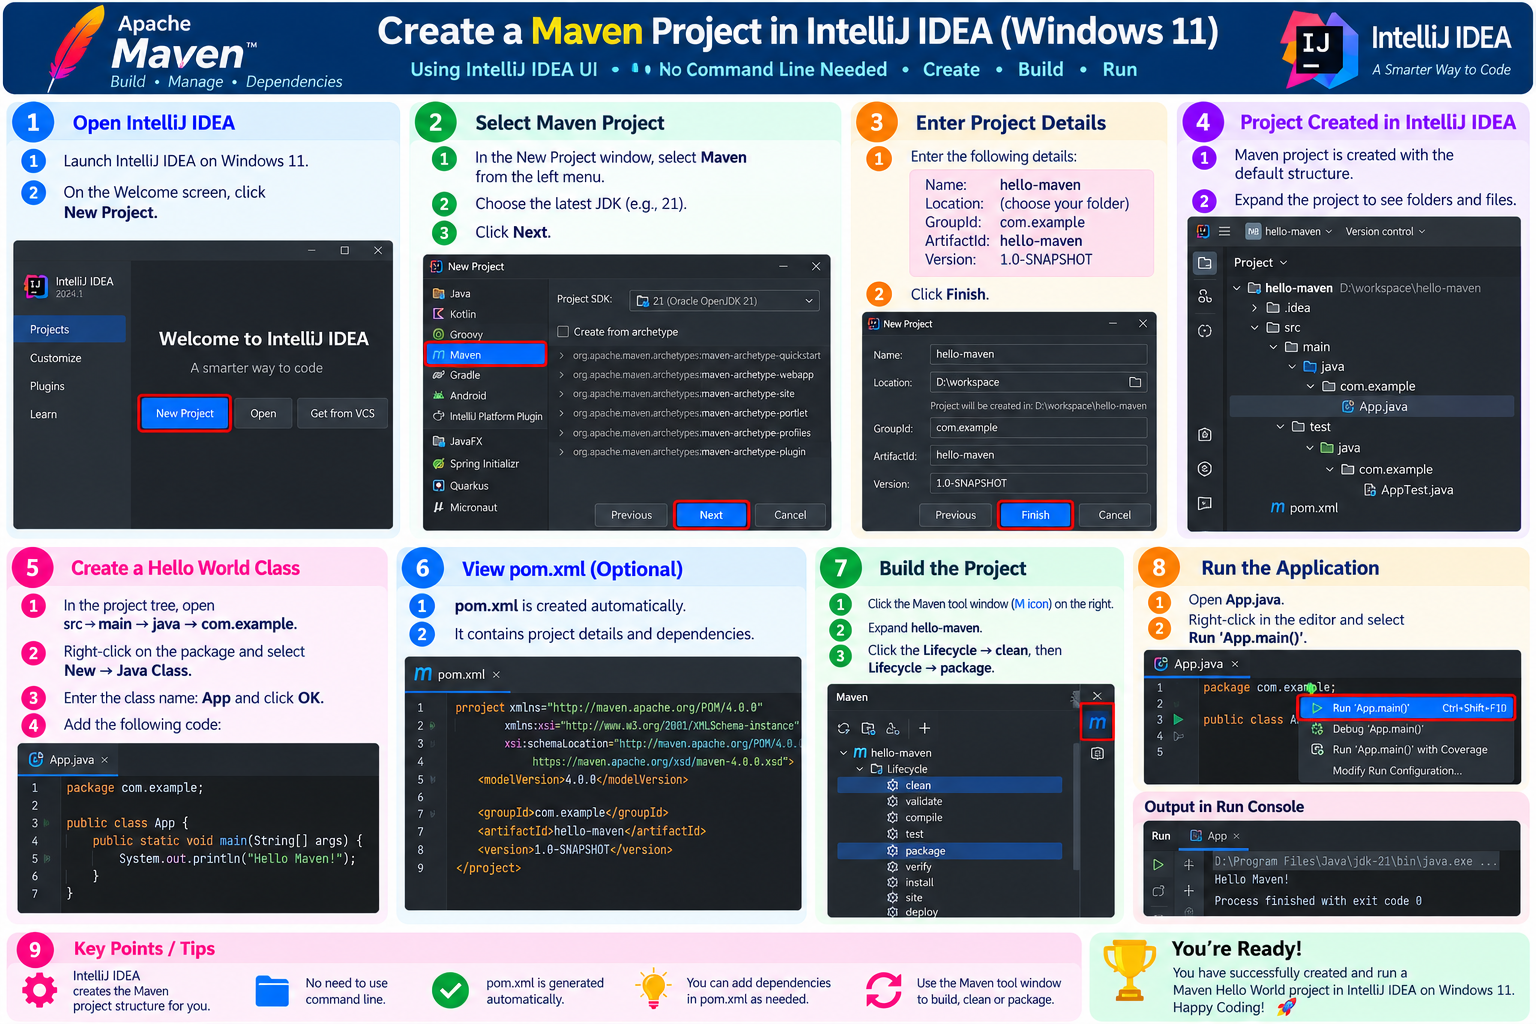 Apache
Maven™
Build • Manage • Dependencies
Create a Maven Project in IntelliJ IDEA (Windows 11)
Using IntelliJ IDEA UI • No Command Line Needed • Create • Build • Run
IJ
IntelliJ IDEA
A Smarter Way to Code
1 Open IntelliJ IDEA
1 Launch IntelliJ IDEA on Windows 11.
2 On the Welcome screen, click
New Project.
IJ
IntelliJ IDEA
2024.1
Projects
Customize
Plugins
Learn
Welcome to IntelliJ IDEA
A smarter way to code
New Project
Open
Get from VCS
2 Select Maven Project
1 In the New Project window, select Maven
from the left menu.
2 Choose the latest JDK (e.g., 21).
3 Click Next.
New Project
Java
Kotlin
Groovy
Maven
Gradle
Android
IntelliJ Platform Plugin
JavaFX
Spring Initializr
Quarkus
Micronaut
Project SDK: 21 (Oracle OpenJDK 21)
Create from archetype
org.apache.maven.archetypes:maven-archetype-quickstart
org.apache.maven.archetypes:maven-archetype-webapp
org.apache.maven.archetypes:maven-archetype-site
org.apache.maven.archetypes:maven-archetype-portlet
org.apache.maven.archetypes:maven-archetype-profiles
org.apache.maven.archetypes:maven-archetype-plugin
Previous
Next
Cancel
3 Enter Project Details
1 Enter the following details:
Name: hello-maven
Location: (choose your folder)
GroupId: com.example
ArtifactId: hello-maven
Version: 1.0-SNAPSHOT
2 Click Finish.
New Project
Name: hello-maven
Location: D:\workspace
Project will be created in: D:\workspace\hello-maven
GroupId: com.example
ArtifactId: hello-maven
Version: 1.0-SNAPSHOT
Previous
Finish
Cancel
4 Project Created in IntelliJ IDEA
1 Maven project is created with the
default structure.
2 Expand the project to see folders and files.
hello-maven
Version control
Project
hello-maven D:\workspace\hello-maven
.idea
src
main
java
com.example
App.java
test
java
com.example
AppTest.java
m pom.xml
5 Create a Hello World Class
1 In the project tree, open
src → main → java → com.example.
2 Right-click on the package and select
New → Java Class.
3 Enter the class name: App and click OK.
4 Add the following code:
App.java ×
1 package com.example;
2
3 public class App {
4 public static void main(String[] args) {
5 System.out.println("Hello Maven!");
6 }
7 }
6 View pom.xml (Optional)
1 pom.xml is created automatically.
2 It contains project details and dependencies.
m pom.xml ×
1 prroject xmlns="http://maven.apache.org/POM/4.0.0"
2 xmlns:xsi="http://www.w3.org/2001/XMLSchema-instance"
3 xsi:schemaLocation="http://maven.apache.org/POM/4.0.
4 https://maven.apache.org/xsd/maven-4.0.0.xsd">
5 <modelVersion>4.0.0</modelVersion>
6
7 <groupId>com.example</groupId>
7 <artifactId>hello-maven</artifactId>
8 <version>1.0-SNAPSHOT</version>
9 </project>
7 Build the Project
1 Click the Maven tool window (M icon) on the right.
2 Expand hello-maven.
3 Click the Lifecycle → clean, then
Lifecycle → package.
Maven
m
hello-maven
Lifecycle
clean
validate
compile
test
package
verify
install
site
deploy
8 Run the Application
1 Open App.java.
2 Right-click in the editor and select
Run 'App.main()'.
App.java ×
1 package com.example;
2
3 public class A
4
5
Run 'App.main()' Ctrl+Shift+F10
Debug 'App.main()'
Run 'App.main()' with Coverage
Modify Run Configuration...
Output in Run Console
Run App ×
D:\Program Files\Java\jdk-21\bin\java.exe ...
Hello Maven!
Process finished with exit code 0
9 Key Points / Tips
IntelliJ IDEA
creates the Maven
project structure for you.
No need to use
command line.
pom.xml is generated
automatically.
You can add dependencies
in pom.xml as needed.
Use the Maven tool window
to build, clean or package.
You're Ready!
You have successfully created and run a
Maven Hello World project in IntelliJ IDEA on Windows 11.
Happy Coding!